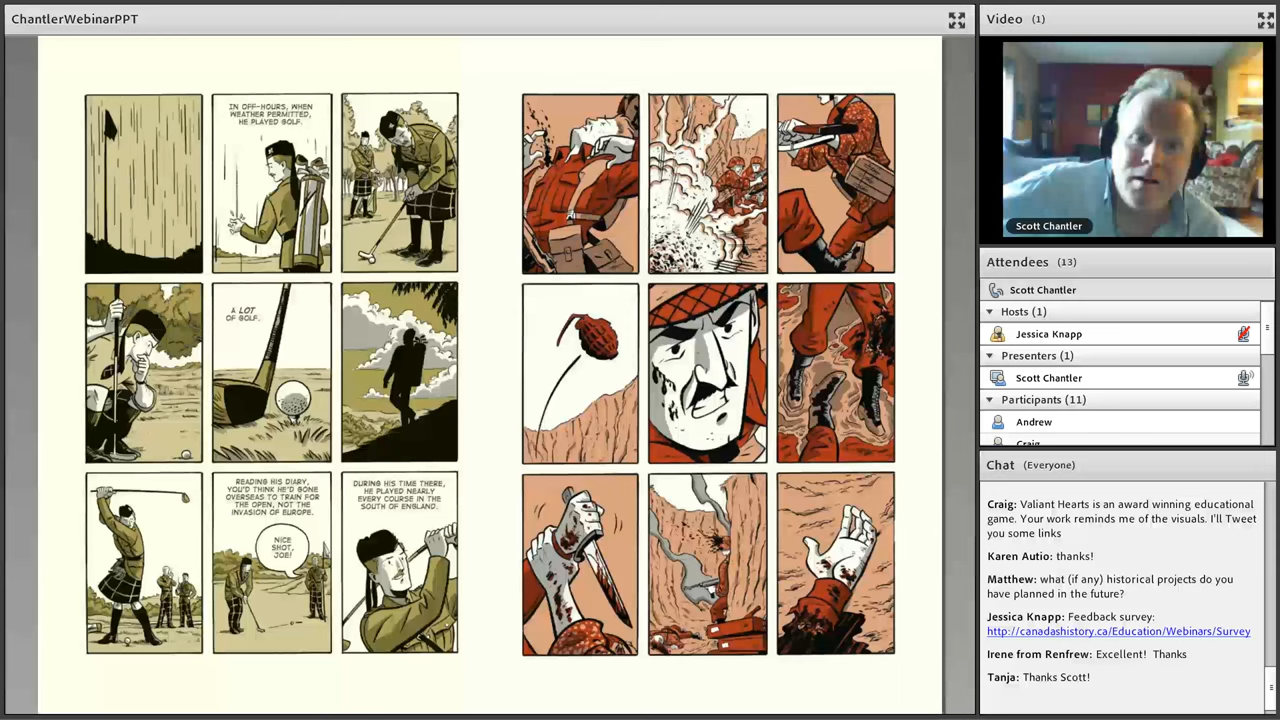 ChantlerWebinarPPT
IN OFF-HOURS, WHEN
WEATHER PERMITTED,
HE PLAYED GOLF.
A LOT
OF GOLF.
READING HIS DIARY,
YOU'D THINK HE'D GONE
OVERSEAS TO TRAIN FOR
THE OPEN, NOT THE
INVASION OF EUROPE.
NICE
SHOT,
JOE!
DURING HIS TIME THERE,
HE PLAYED NEARLY
EVERY COURSE IN THE
SOUTH OF ENGLAND.
Video (1)
Scott Chantler
Attendees (13)
Scott Chantler
Hosts (1)
Jessica Knapp
Presenters (1)
Scott Chantler
Participants (11)
Andrew
Craig
Chat (Everyone)
Craig: Valiant Hearts is an award winning educational
game. Your work reminds me of the visuals. I'll Tweet
you some links
Karen Autio: thanks!
Matthew: what (if any) historical projects do you
have planned in the future?
Jessica Knapp: Feedback survey:
http://canadashistory.ca/Education/Webinars/Survey
Irene from Renfrew: Excellent! Thanks
Tanja: Thanks Scott!